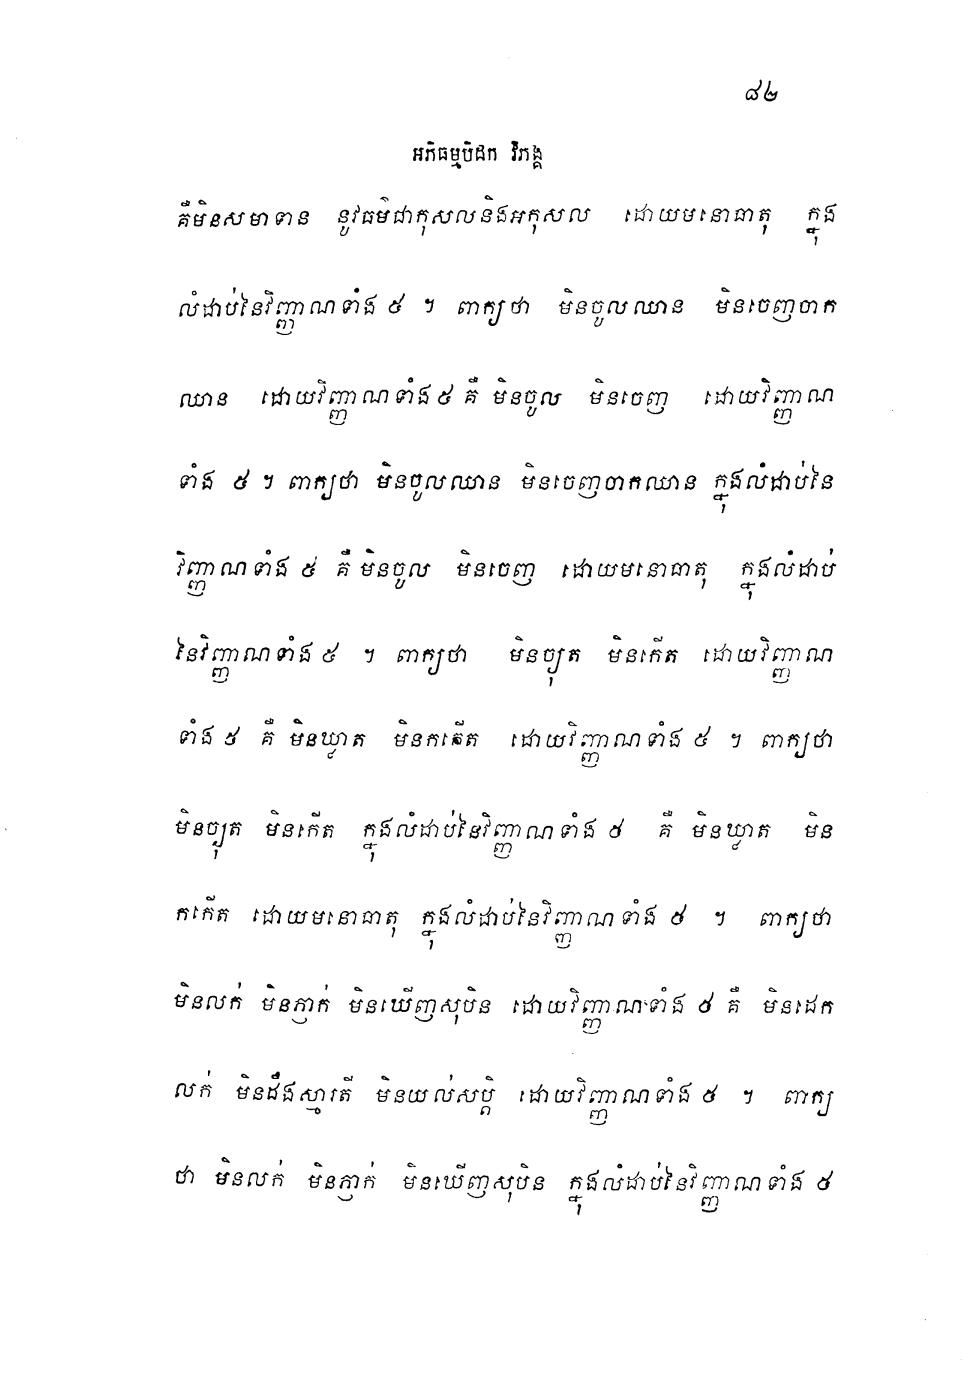 ៨២
អភិធម្មបិដក វិភង្គ
គឺមិនសមាទាន នូវធម៌ជាកុសលនិងអកុសល ដោយមនោធាតុ ក្នុង
លំដាប់នៃវិញ្ញាណទាំង ៥ ។ ពាក្យថា មិនចូលឈាន មិនចេញចាក
ឈាន ដោយវិញ្ញាណទាំង ៥ គឺ មិនចូល មិនចេញ ដោយវិញ្ញាណ
ទាំង ៥ ។ ពាក្យថា មិនចូលឈាន មិនចេញចាកឈាន ក្នុងលំដាប់នៃ
វិញ្ញាណទាំង ៥ គឺ មិនចូល មិនចេញ ដោយមនោធាតុ ក្នុងលំដាប់
នៃវិញ្ញាណទាំង ៥ ។ ពាក្យថា មិនច្យុត មិនកើត ដោយវិញ្ញាណ
ទាំង ៥ គឺ មិនឃ្វាត មិនកកើត ដោយវិញ្ញាណទាំង ៥ ។ ពាក្យថា
មិនច្យុត មិនកើត ក្នុងលំដាប់នៃវិញ្ញាណទាំង ៥ គឺ មិនឃ្វាត មិន
កកើត ដោយមនោធាតុ ក្នុងលំដាប់នៃវិញ្ញាណទាំង ៥ ។ ពាក្យថា
មិនលក់ មិនភ្ញាក់ មិនឃើញសុបិន ដោយវិញ្ញាណទាំង ៥ គឺ មិនដេក
លក់ មិនដឹងស្មារតី មិនយល់សប្តិ ដោយវិញ្ញាណទាំង ៥ ។ ពាក្យ
ថា មិនលក់ មិនភ្ញាក់ មិនឃើញសុបិន ក្នុងលំដាប់នៃវិញ្ញាណទាំង ៥